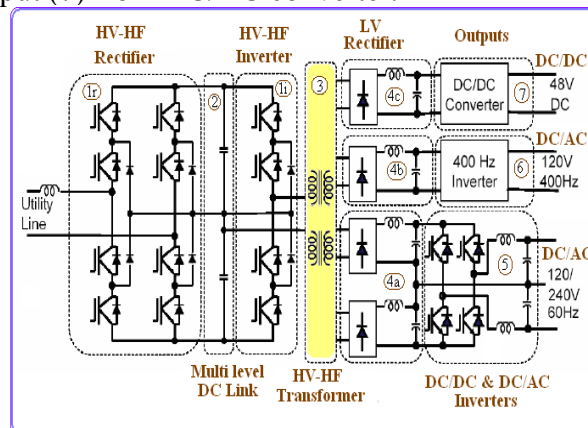 HV-HF
Rectifier
HV-HF
Inverter
LV
Rectifier
Outputs
1r
2
1i
3
4c
DC/DC
Converter
7
DC/DC
48V
DC
4b
400 Hz
Inverter
6
DC/AC
120V
400Hz
Utility
Line
4a
5
DC/AC
120/
240V
60Hz
Multi level
DC Link
HV-HF
Transformer
DC/DC & DC/AC
Inverters